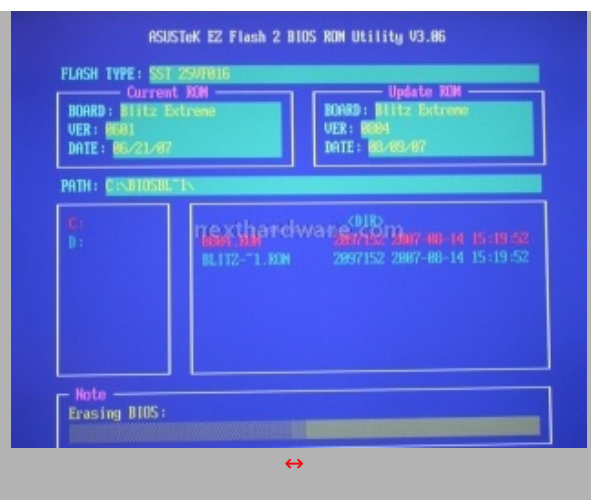 ASUSTeK EZ Flash 2 BIOS ROM Utility V3.06
FLASH TYPE: SST 25VF016
Current ROM
BOARD: Blitz Extreme
VER: 0601
DATE: 06/21/07
Update ROM
BOARD: Blitz Extreme
VER: 0804
DATE: 08/09/07
PATH: C:\BIOSBL~1\
C:
D:
<DIR>
nexthardware.com
0804.ROM 2097152 2007-08-14 15:19:52
BLITZ-~1.ROM 2097152 2007-08-14 15:19:52
Note
Erasing BIOS: